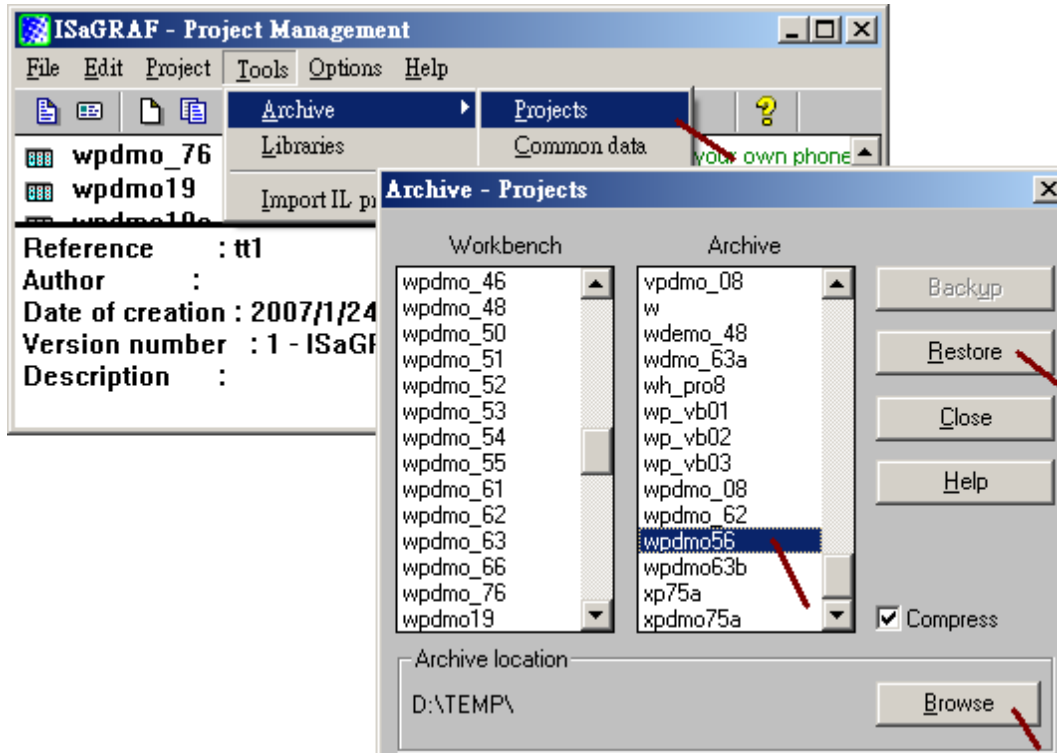 ISaGRAF - Project Management
File Edit Project Tools Options Help
Archive
Libraries
Projects
Common data
your own phone
wpdmo_76
wpdmo19
Reference : tt1
Author :
Date of creation : 2007/1/24
Version number : 1 - ISaG
Description :
Archive - Projects
Workbench
wpdmo_46
wpdmo_48
wpdmo_50
wpdmo_51
wpdmo_52
wpdmo_53
wpdmo_54
wpdmo_55
wpdmo_61
wpdmo_62
wpdmo_63
wpdmo_66
wpdmo_76
wpdmo19
Archive
vpdmo_08
w
wdemo_48
wdmo_63a
wh_pro8
wp_vb01
wp_vb02
wp_vb03
wpdmo_08
wpdmo_62
wpdmo56
wpdmo63b
xp75a
xpdmo75a
Backup
Restore
Close
Help
Compress
Archive location
D:\TEMP\
Browse
Import IL p